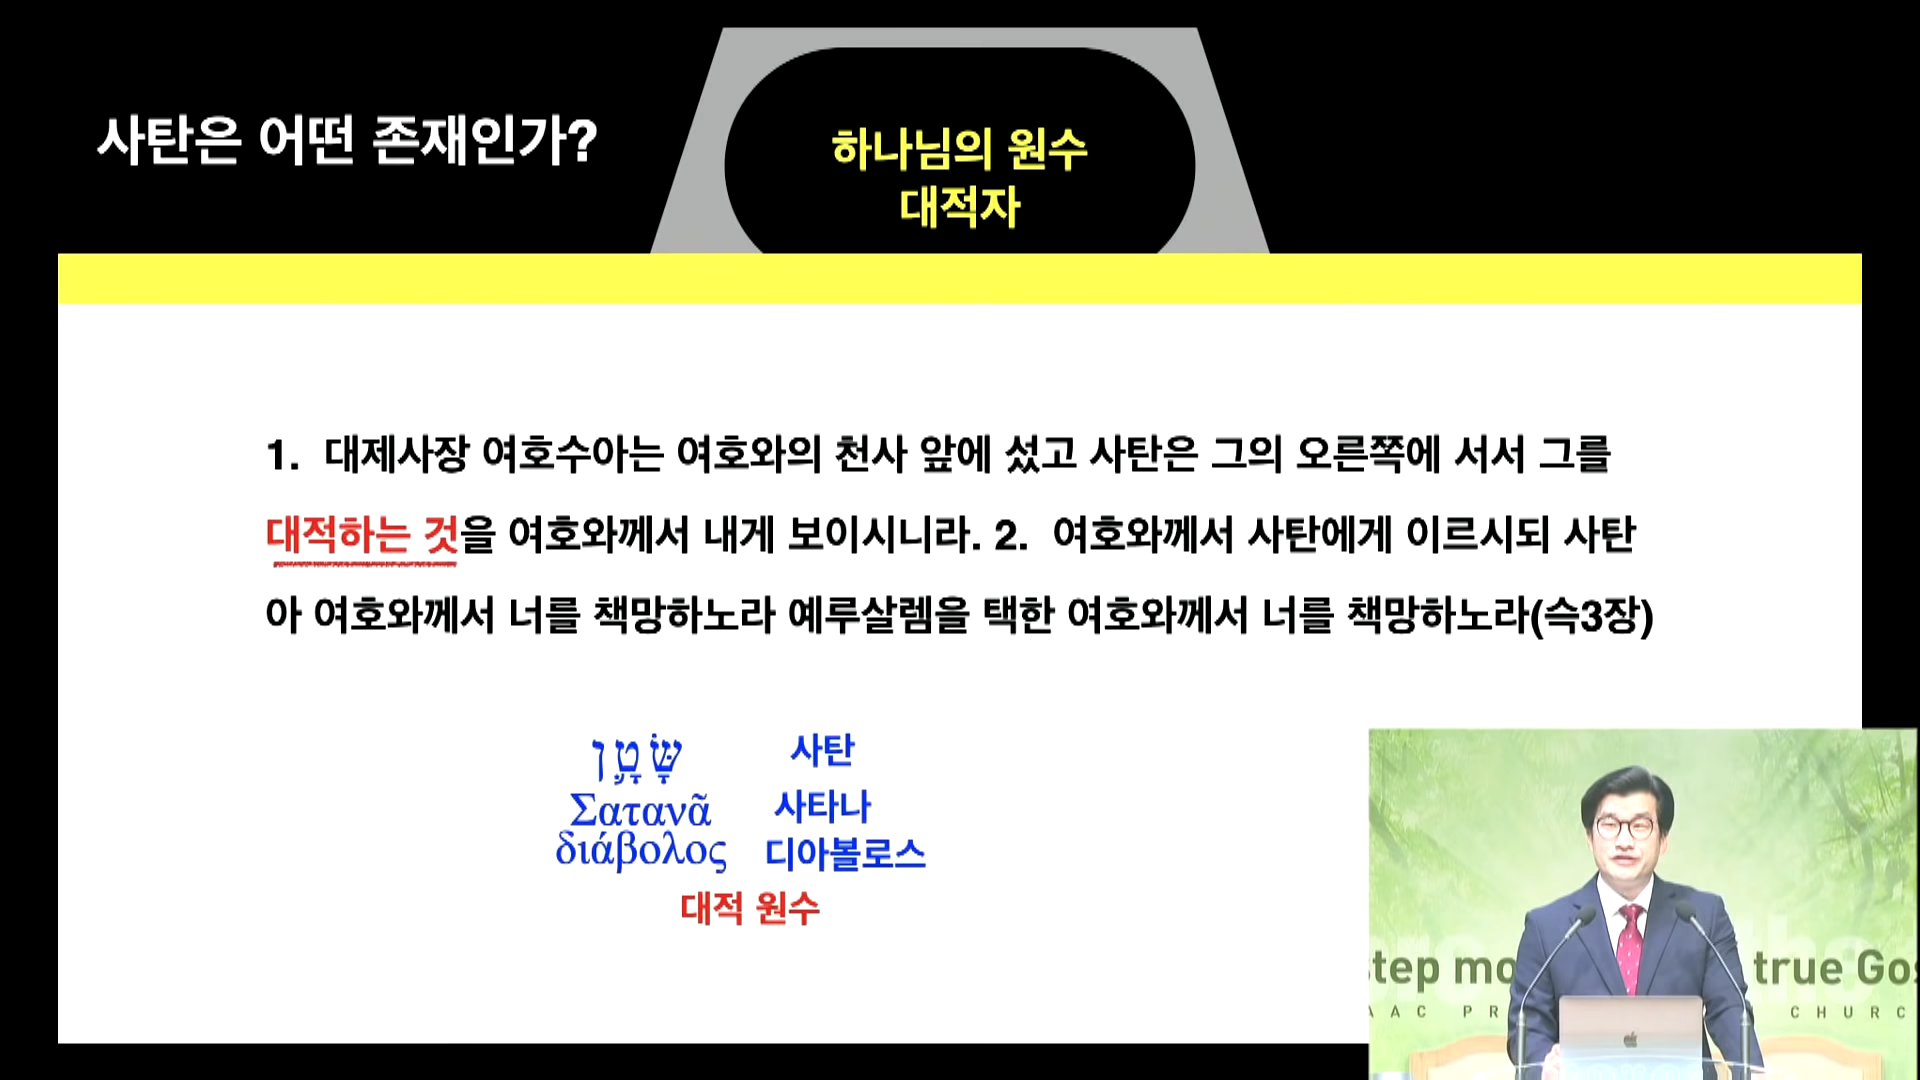 사탄은 어떤 존재인가?
하나님의 원수
대적자
1. 대제사장 여호수아는 여호와의 천사 앞에 섰고 사탄은 그의 오른쪽에 서서 그를
대적하는 것을 여호와께서 내게 보이시니라. 2. 여호와께서 사탄에게 이르시되 사탄
아 여호와께서 너를 책망하노라 예루살렘을 택한 여호와께서 너를 책망하노라(슥3장)
שָּׂטָ֛ן 사탄
Σατανᾶ 사타나
διάβολος 디아볼로스
대적 원수
step mo true Gos
AAC PR CHURC